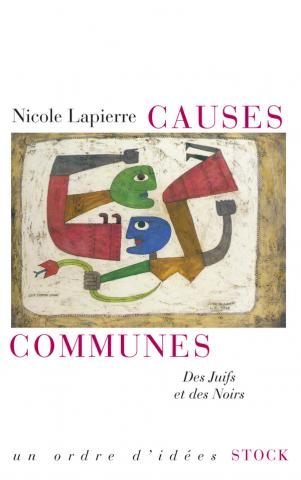 Nicole Lapierre CAUSES
COMMUNES
Des Juifs
et des Noirs
un ordre d'idées STOCK